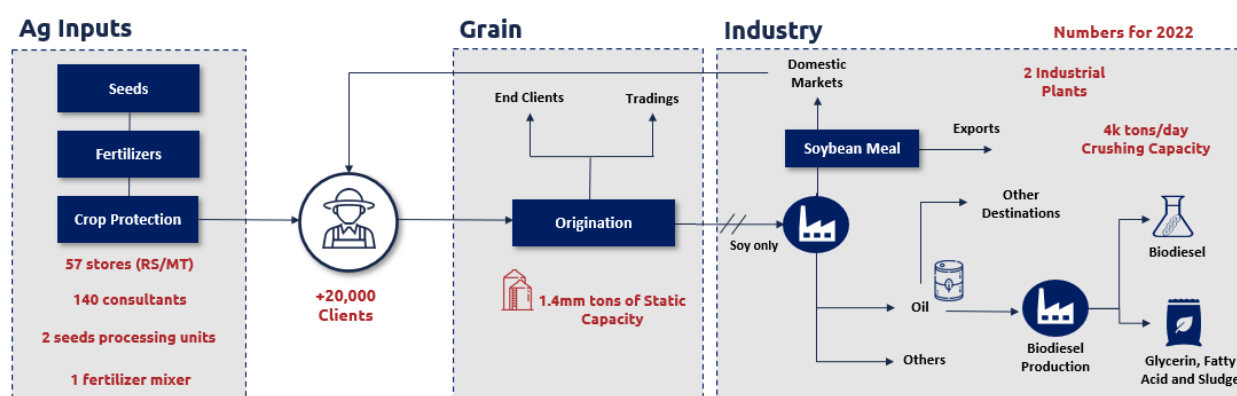 Ag Inputs
Seeds
Fertilizers
Crop Protection
57 stores (RS/MT)
140 consultants
2 seeds processing units
1 fertilizer mixer
+20,000
Clients
Grain
End Clients
Tradings
Origination
1.4mm tons of Static
Capacity
Industry
Numbers for 2022
Domestic
Markets
2 Industrial
Plants
Soybean Meal
Exports
4k tons/day
Crushing Capacity
Soy only
Other
Destinations
Oil
Others
Biodiesel
Production
Biodiesel
Glycerin, Fatty
Acid and Sludge